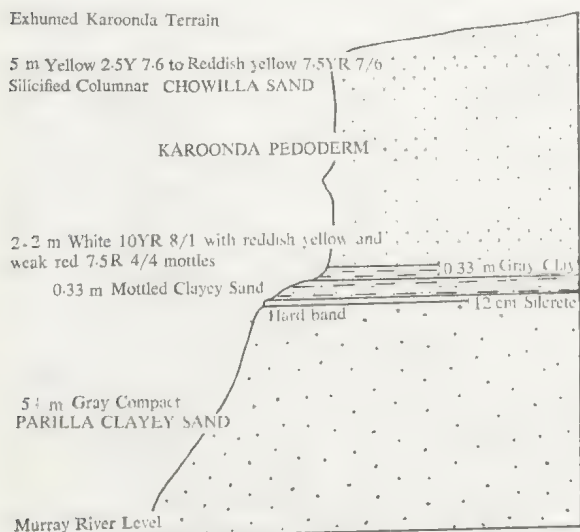 Exhumed Karoonda Terrain
5 m Yellow 2·5Y 7·6 to Reddish yellow 7·5YR 7/6
Silicified Columnar CHOWILLA SAND
KAROONDA PEDODERM
2·2 m White 10YR 8/1 with reddish yellow and
weak red 7·5R 4/4 mottles
0·33 m Gray Clay
0·33 m Mottled Clayey Sand
12 cm Silcrete
Hard band
m Gray Compact
PARILLA CLAYEY SAND
Murray River Level